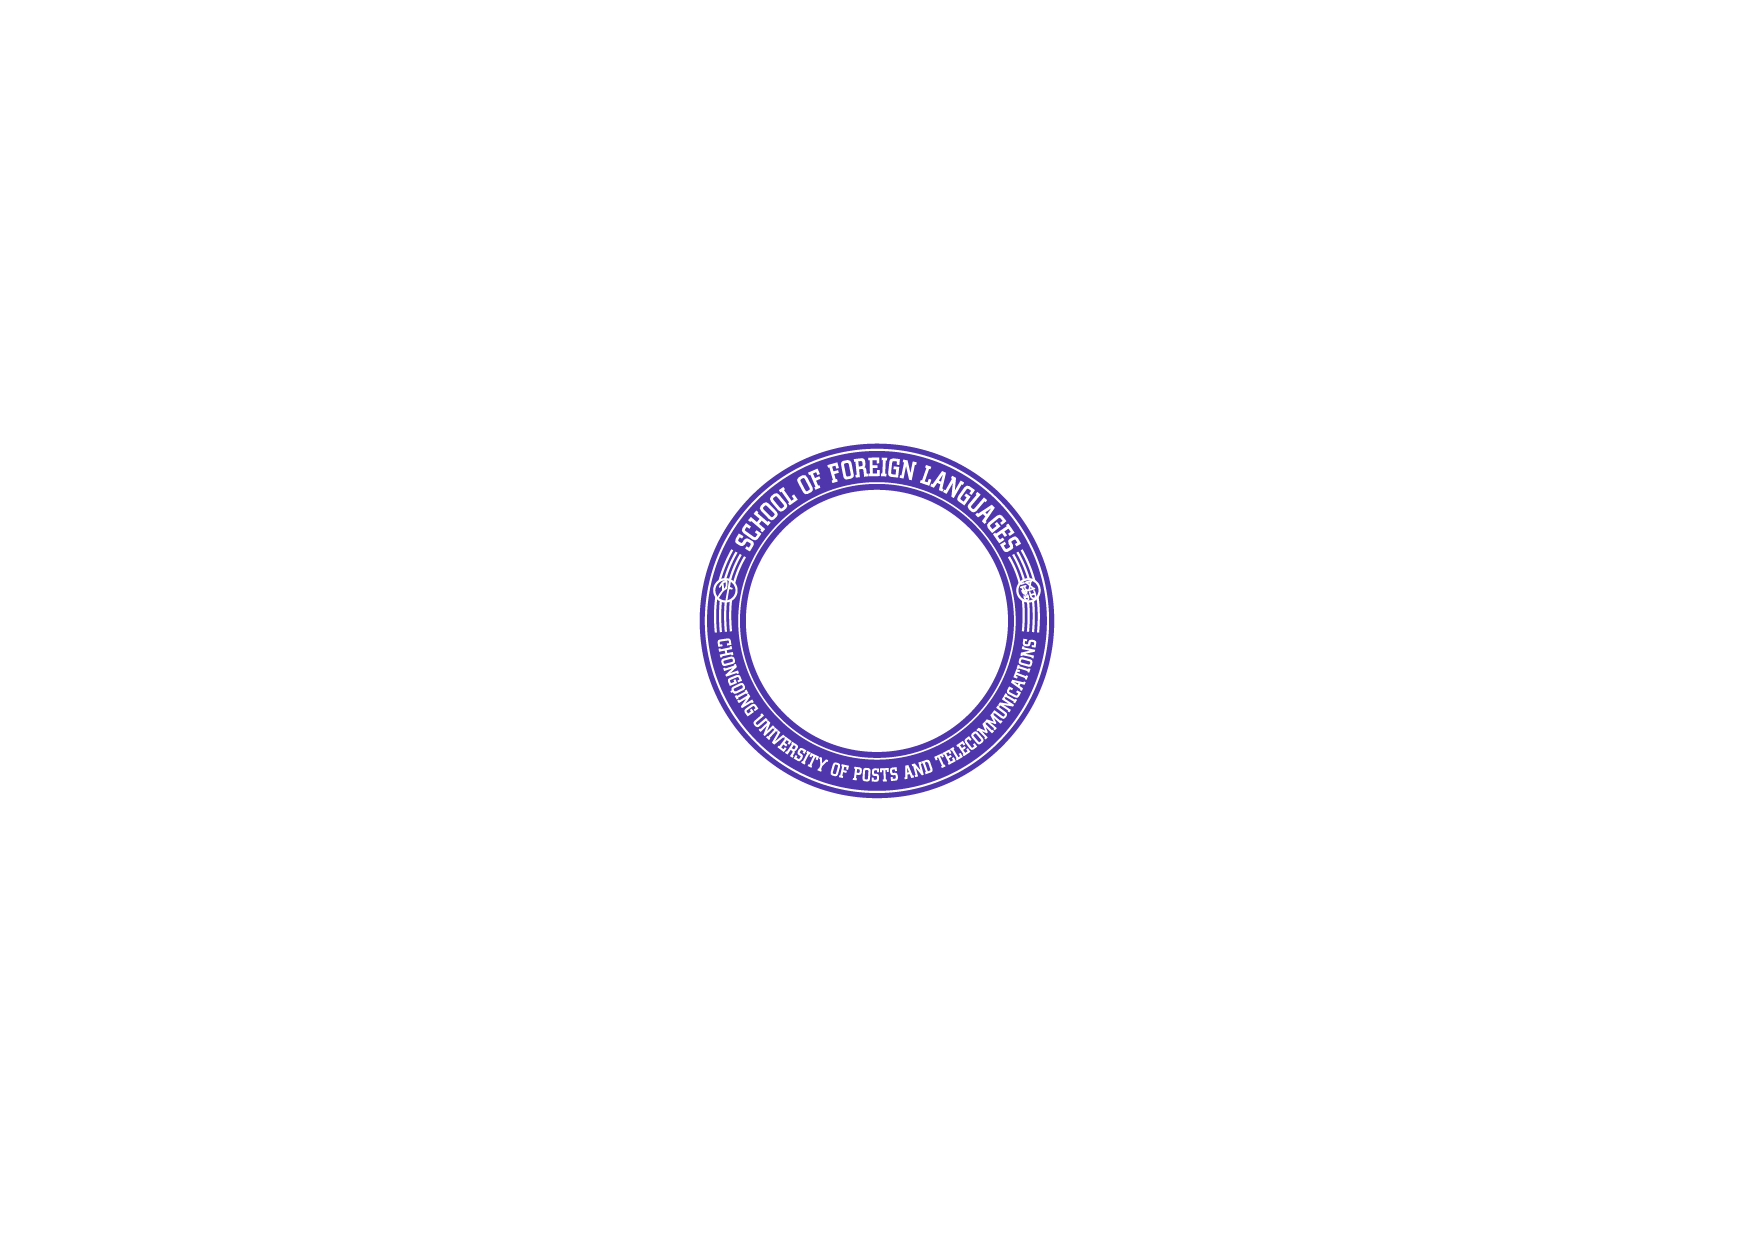 SCHOOL OF FOREIGN LANGUAGES
CHONGQING UNIVERSITY OF POSTS AND TELECOMMUNICATIONS